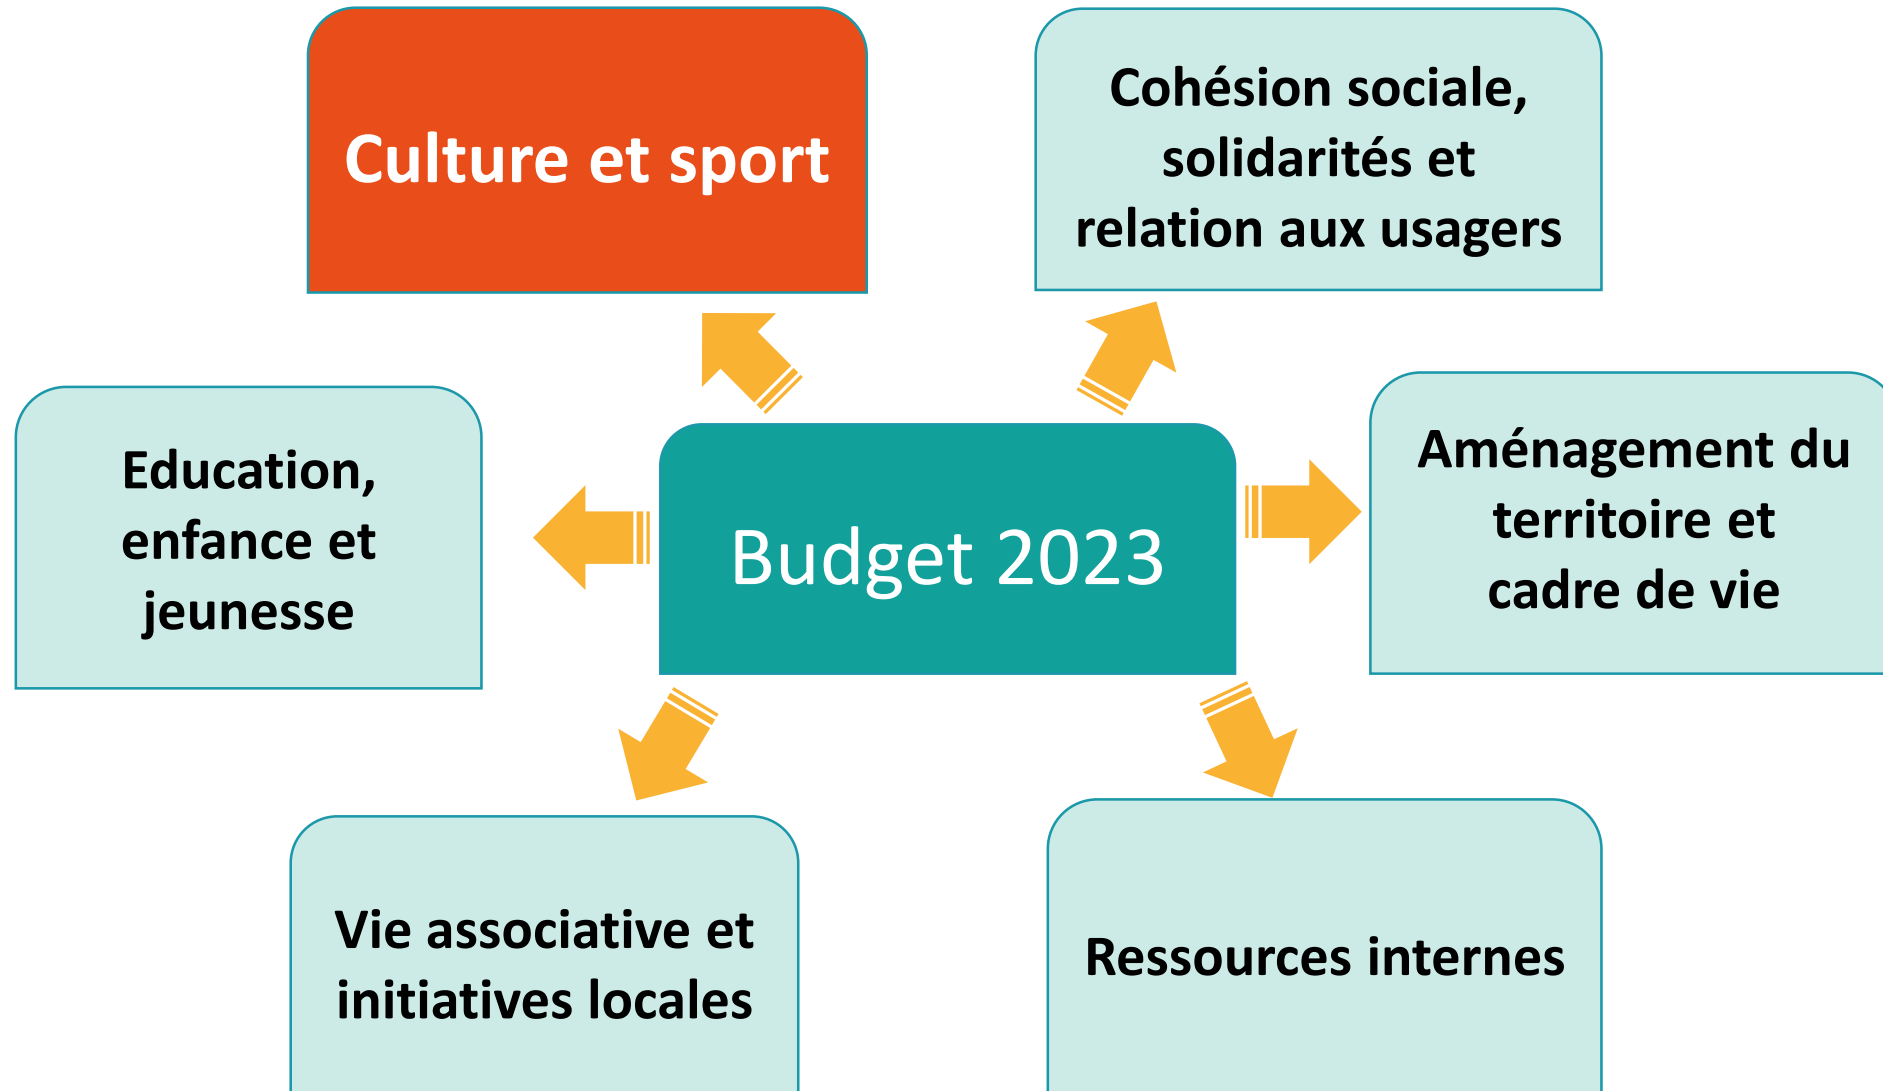 Culture et sport
Cohésion sociale,
solidarités et
relation aux usagers
Education,
enfance et
jeunesse
Budget 2023
Aménagement du
territoire et
cadre de vie
Vie associative et
initiatives locales
Ressources internes